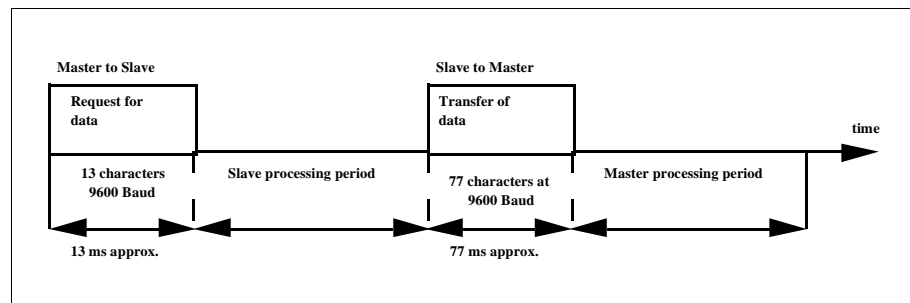 Master to Slave
Slave to Master
Request for
data
Transfer of
data
time
13 characters
9600 Baud
Slave processing period
77 characters at
9600 Baud
Master processing period
13 ms approx.
77 ms approx.